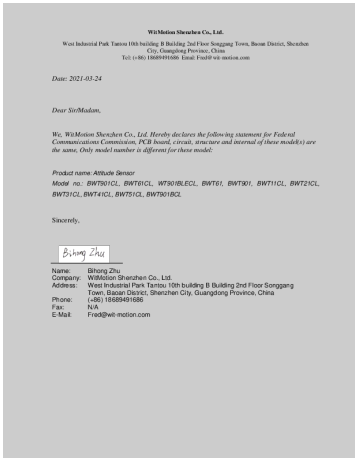 WitMotion Shenzhen Co., Ltd.
West Industrial Park Tantou 10th building B Building 2nd Floor Songgang Town, Baoan District, Shenzhen
City, Guangdong Province, China
Tel: (+86) 18689491686 Email: Fred@ wit-motion.com
Date: 2021-03-24
Dear Sir/Madam,
We, WitMotion Shenzhen Co., Ltd. Hereby declares the following statement for Federal
Communications Commission, PCB board, circuit, structure and internal of these model(s) are
the same, Only model number is different for these model:
Product name: Attitude Sensor
Model no.: BWT901CL, BWT61CL, WT901BLECL, BWT61, BWT901, BWT11CL, BWT21CL,
BWT31CL, BWT41CL, BWT51CL, BWT901BCL
Sincerely,
Bihong Zhu
Name: Bihong Zhu
Company: WitMotion Shenzhen Co., Ltd.
Address: West Industrial Park Tantou 10th building B Building 2nd Floor Songgang
Town, Baoan District, Shenzhen City, Guangdong Province, China
Phone: (+86) 18689491686
Fax: N/A
E-Mail: Fred@wit-motion.com